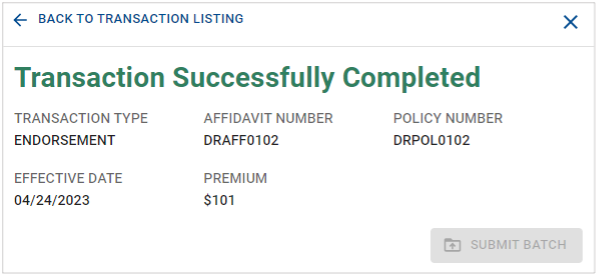 BACK TO TRANSACTION LISTING
Transaction Successfully Completed
TRANSACTION TYPE AFFIDAVIT NUMBER POLICY NUMBER
ENDORSEMENT DRAFF0102 DRPOL0102
EFFECTIVE DATE PREMIUM
04/24/2023 $101
SUBMIT BATCH